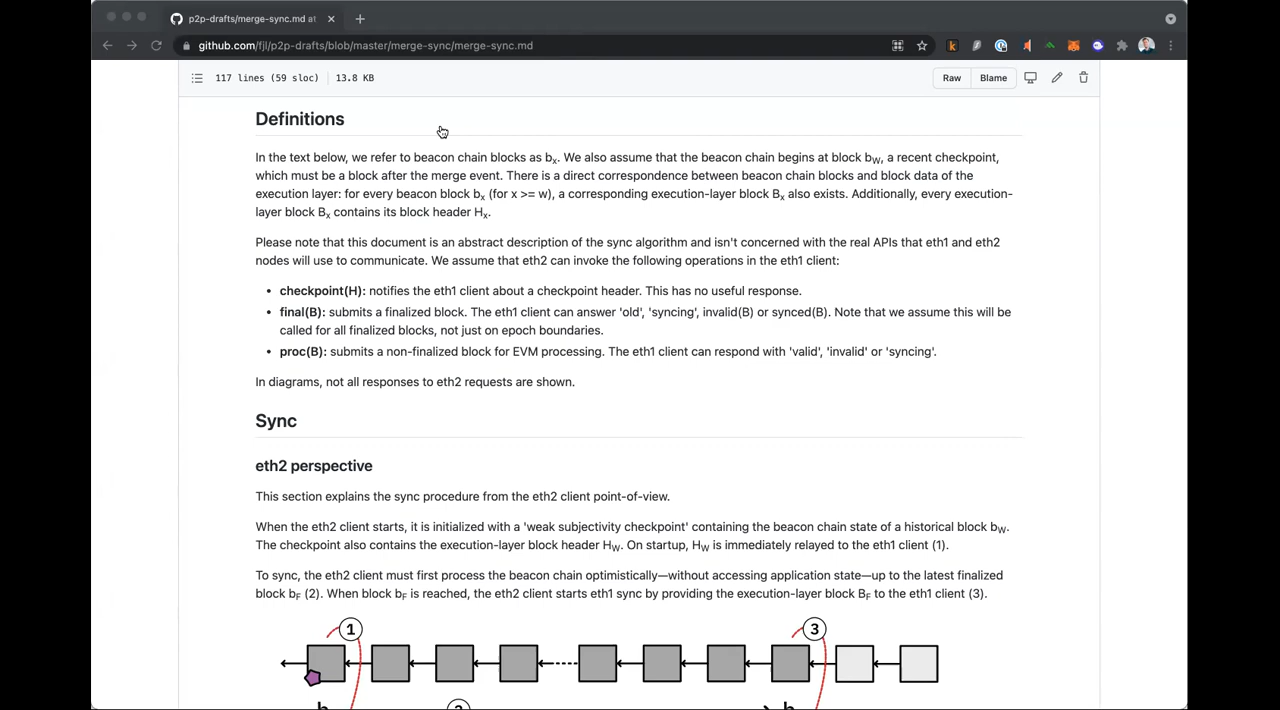 p2p-drafts/merge-sync.md at
github.com/fjl/p2p-drafts/blob/master/merge-sync/merge-sync.md
117 lines (59 sloc) 13.8 KB Raw Blame
Definitions
In the text below, we refer to beacon chain blocks as bx. We also assume that the beacon chain begins at block bW, a recent checkpoint,
which must be a block after the merge event. There is a direct correspondence between beacon chain blocks and block data of the
execution layer: for every beacon block bx (for x >= w), a corresponding execution-layer block Bx also exists. Additionally, every execution-
layer block Bx contains its block header Hx.
Please note that this document is an abstract description of the sync algorithm and isn't concerned with the real APIs that eth1 and eth2
nodes will use to communicate. We assume that eth2 can invoke the following operations in the eth1 client:
• checkpoint(H): notifies the eth1 client about a checkpoint header. This has no useful response.
• final(B): submits a finalized block. The eth1 client can answer 'old', 'syncing', invalid(B) or synced(B). Note that we assume this will be
called for all finalized blocks, not just on epoch boundaries.
• proc(B): submits a non-finalized block for EVM processing. The eth1 client can respond with 'valid', 'invalid' or 'syncing'.
In diagrams, not all responses to eth2 requests are shown.
Sync
eth2 perspective
This section explains the sync procedure from the eth2 client point-of-view.
When the eth2 client starts, it is initialized with a 'weak subjectivity checkpoint' containing the beacon chain state of a historical block bW.
The checkpoint also contains the execution-layer block header HW. On startup, HW is immediately relayed to the eth1 client (1).
To sync, the eth2 client must first process the beacon chain optimistically—without accessing application state—up to the latest finalized
block bF (2). When block bF is reached, the eth2 client starts eth1 sync by providing the execution-layer block BF to the eth1 client (3).
1 3